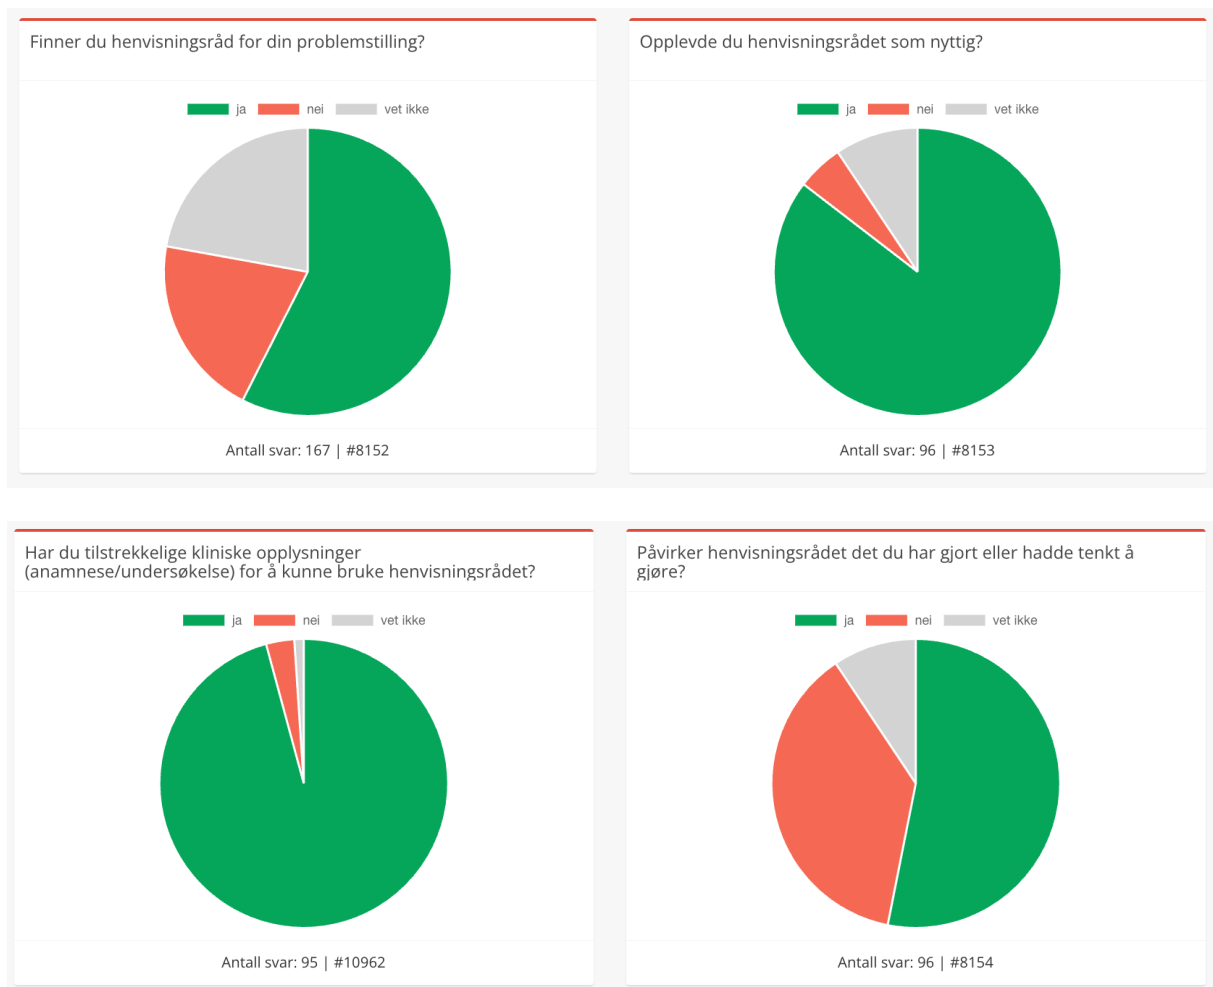 Finner du henvisningsråd for din problemstilling?
ja nei vet ikke
Antall svar: 167 | #8152
Opplevde du henvisningsrådet som nyttig?
ja nei vet ikke
Antall svar: 96 | #8153
Har du tilstrekkelige kliniske opplysninger
(anamnese/undersøkelse) for å kunne bruke henvisningsrådet?
ja nei vet ikke
Antall svar: 95 | #10962
Påvirker henvisningsrådet det du har gjort eller hadde tenkt å
gjøre?
ja nei vet ikke
Antall svar: 96 | #8154